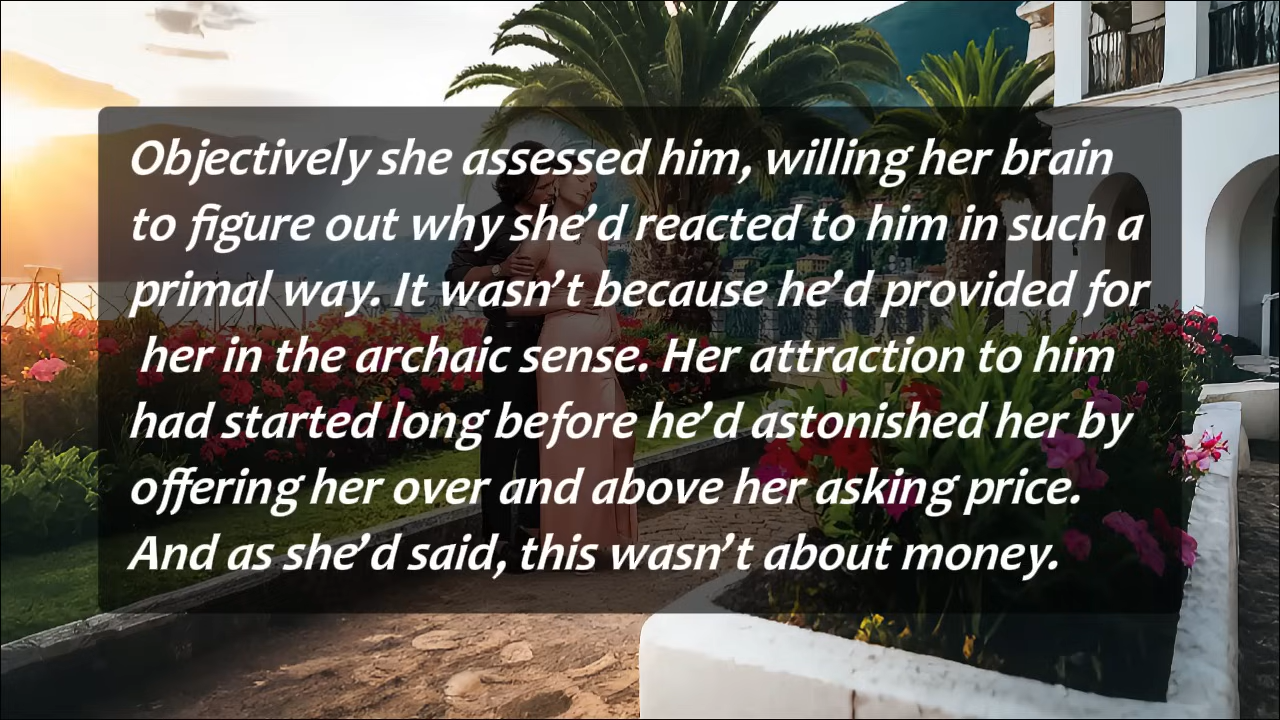 Objectively she assessed him, willing her brain
to figure out why she’d reacted to him in such a
primal way. It wasn’t because he’d provided for
her in the archaic sense. Her attraction to him
had started long before he’d astonished her by
offering her over and above her asking price.
And as she’d said, this wasn’t about money.